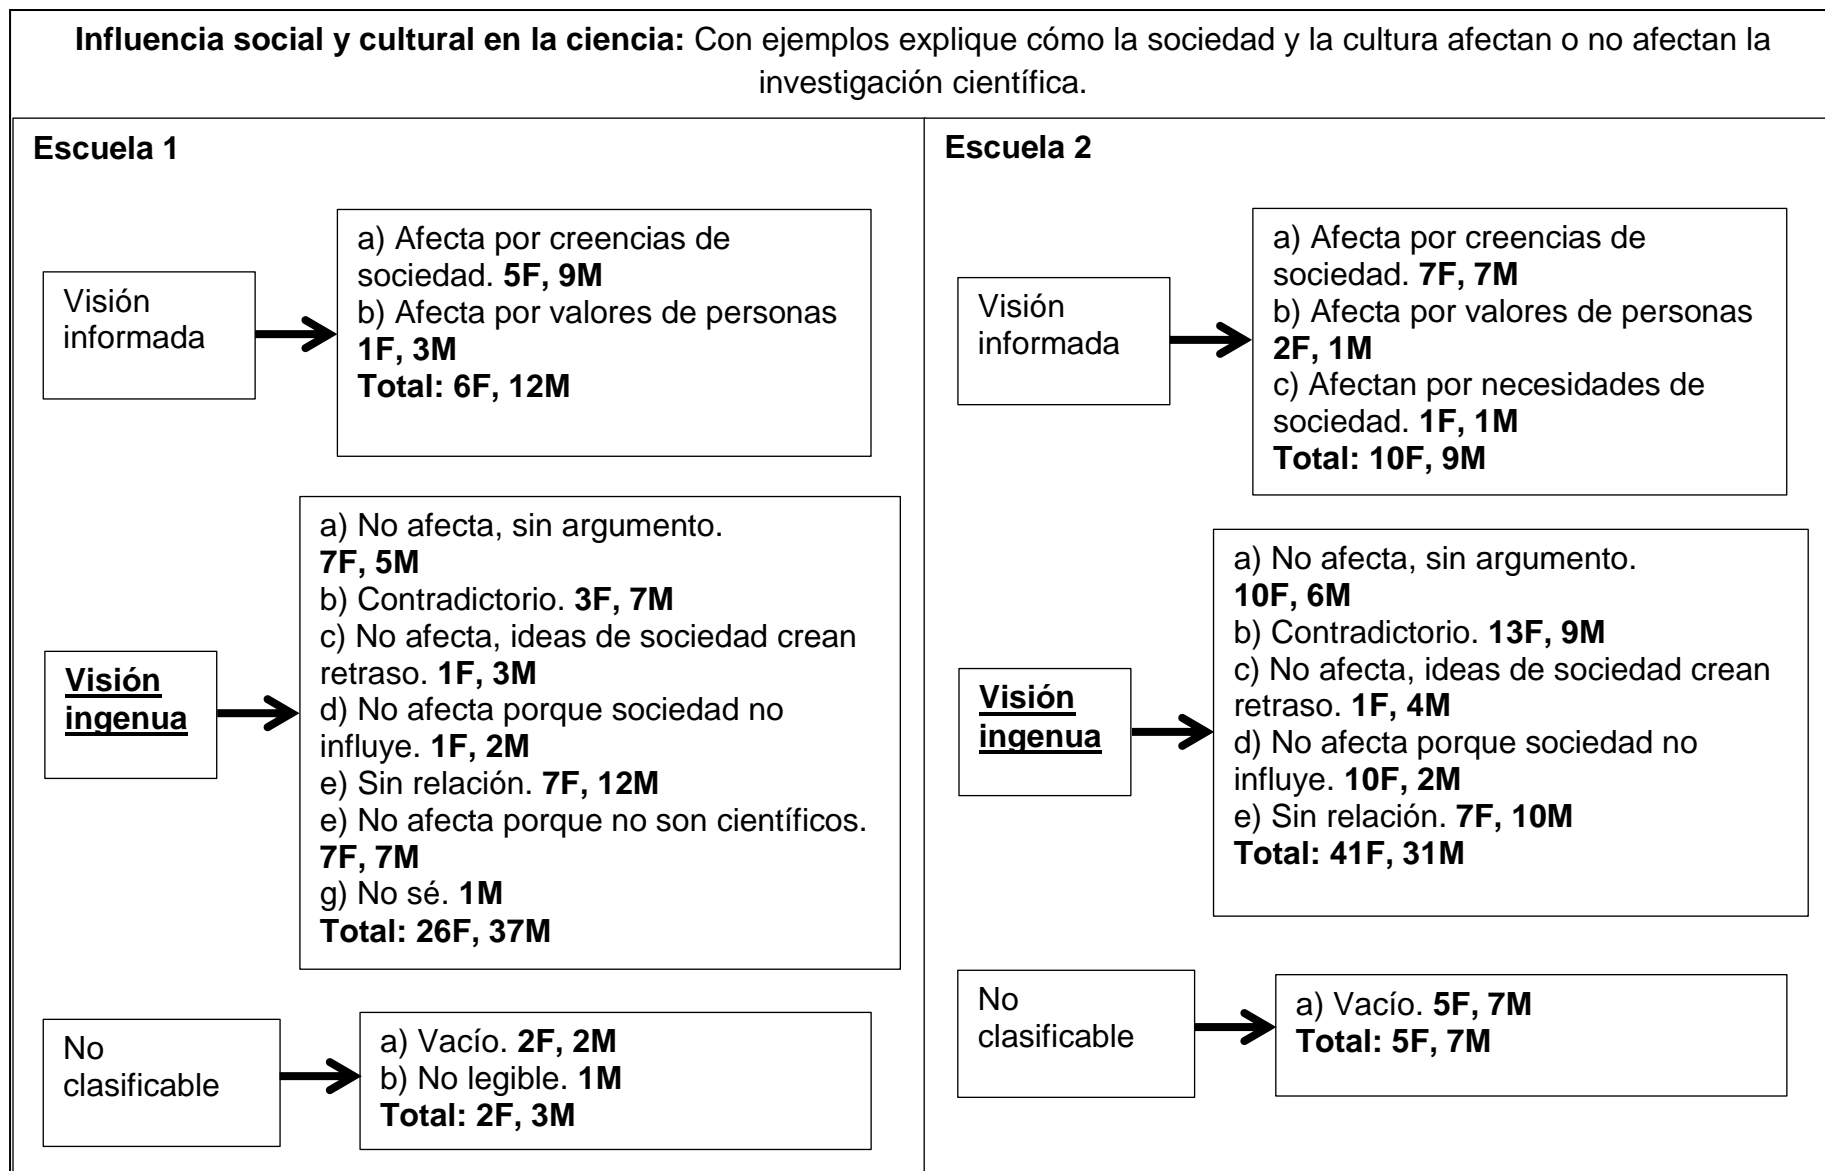 Influencia social y cultural en la ciencia: Con ejemplos explique cómo la sociedad y la cultura afectan o no afectan la
investigación científica.
Escuela 1
Visión
informada
a) Afecta por creencias de
sociedad. 5F, 9M
b) Afecta por valores de personas
1F, 3M
Total: 6F, 12M
Visión
ingenua
a) No afecta, sin argumento.
7F, 5M
b) Contradictorio. 3F, 7M
c) No afecta, ideas de sociedad crean
retraso. 1F, 3M
d) No afecta porque sociedad no
influye. 1F, 2M
e) Sin relación. 7F, 12M
e) No afecta porque no son científicos.
7F, 7M
g) No sé. 1M
Total: 26F, 37M
No
clasificable
a) Vacío. 2F, 2M
b) No legible. 1M
Total: 2F, 3M
Escuela 2
Visión
informada
a) Afecta por creencias de
sociedad. 7F, 7M
b) Afecta por valores de personas
2F, 1M
c) Afectan por necesidades de
sociedad. 1F, 1M
Total: 10F, 9M
Visión
ingenua
a) No afecta, sin argumento.
10F, 6M
b) Contradictorio. 13F, 9M
c) No afecta, ideas de sociedad crean
retraso. 1F, 4M
d) No afecta porque sociedad no
influye. 10F, 2M
e) Sin relación. 7F, 10M
Total: 41F, 31M
No
clasificable
a) Vacío. 5F, 7M
Total: 5F, 7M